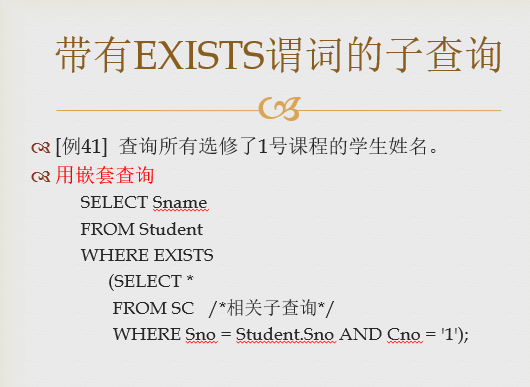 带有EXISTS谓词的子查询
[例41] 查询所有选修了1号课程的学生姓名。
用嵌套查询
SELECT Sname
FROM Student
WHERE EXISTS
(SELECT *
FROM SC /*相关子查询*/
WHERE Sno = Student.Sno AND Cno = '1');